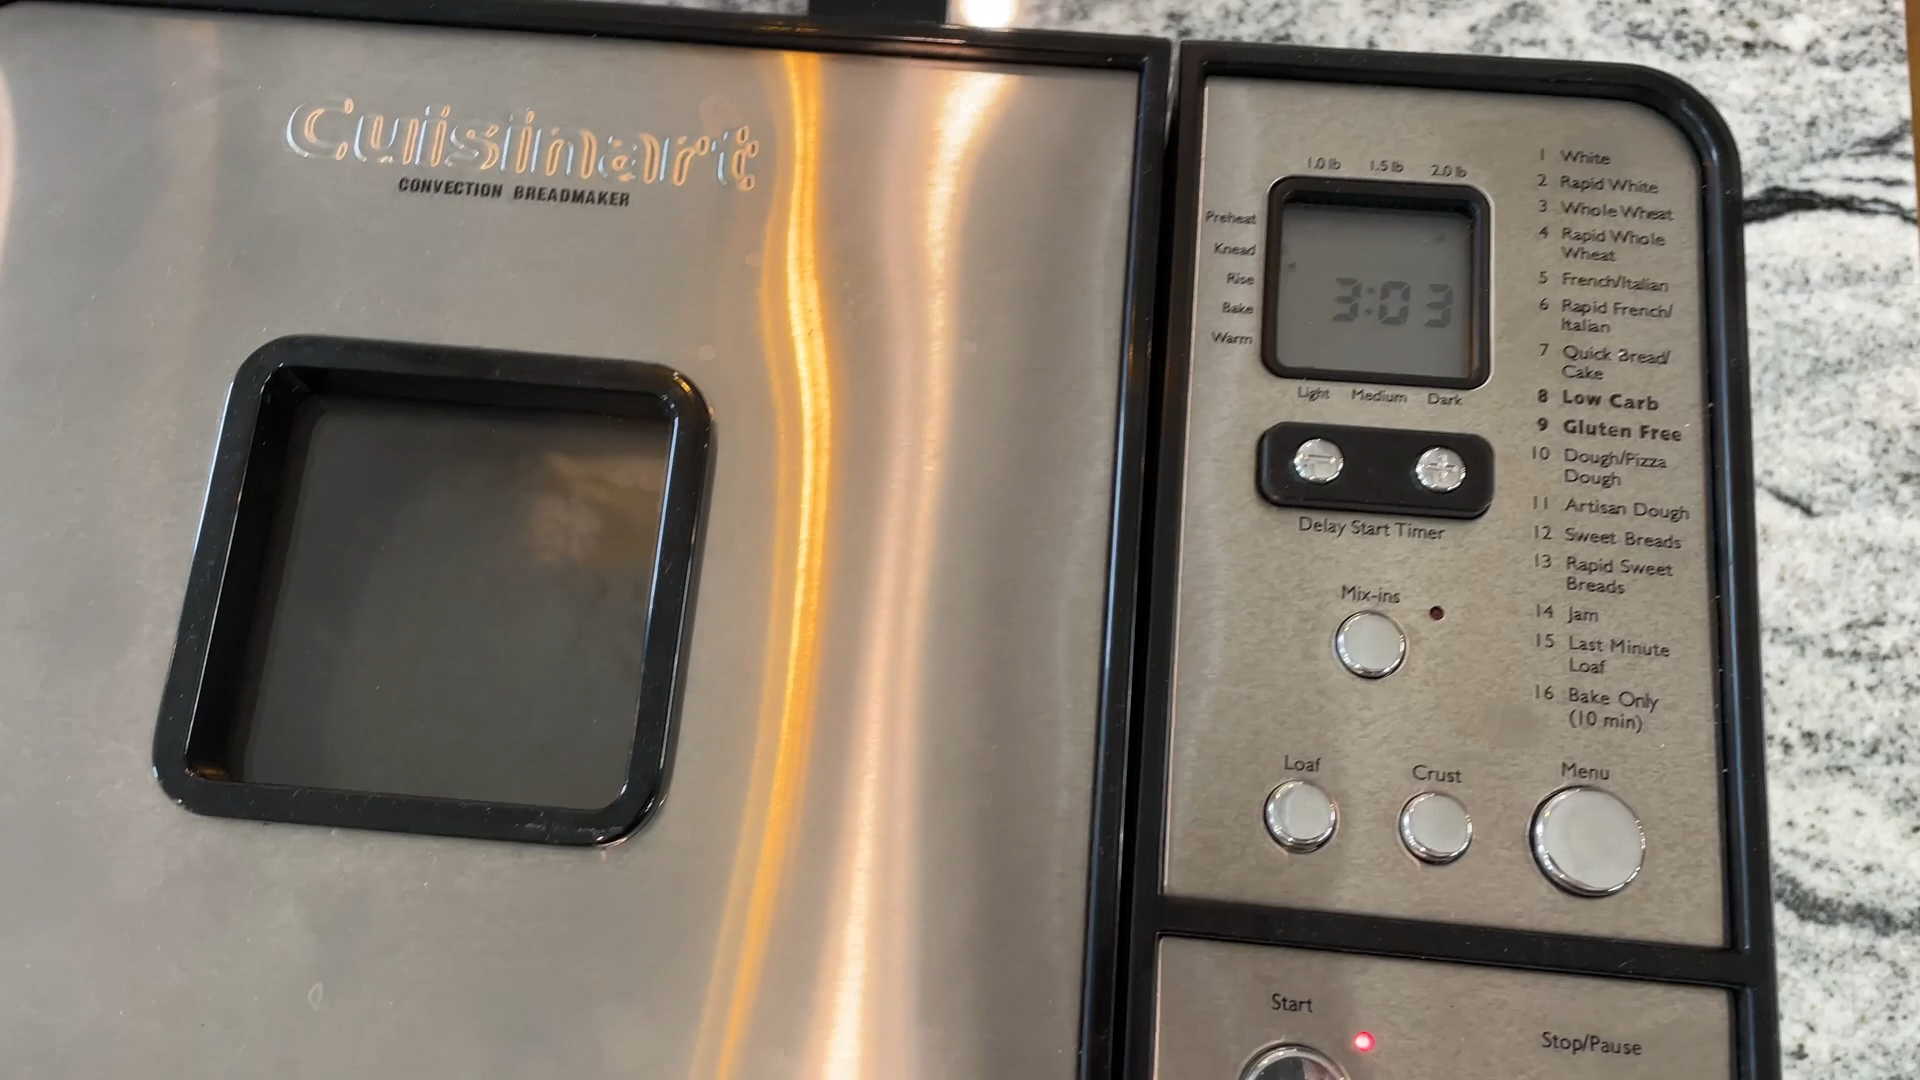 Cuisinart
CONVECTION BREADMAKER
1.0 lb 1.5 lb 2.0 lb
Preheat
Knead
Rise
Bake
Warm
3:03
Light Medium Dark
Delay Start Timer
Mix-ins
Loaf
Crust
Menu
1 White
2 Rapid White
3 Whole Wheat
4 Rapid Whole
Wheat
5 French/Italian
6 Rapid French/
Italian
7 Quick Bread/
Cake
8 Low Carb
9 Gluten Free
10 Dough/Pizza
Dough
11 Artisan Dough
12 Sweet Breads
13 Rapid Sweet
Breads
14 Jam
15 Last Minute
Loaf
16 Bake Only
(10 min)
Start
Stop/Pause